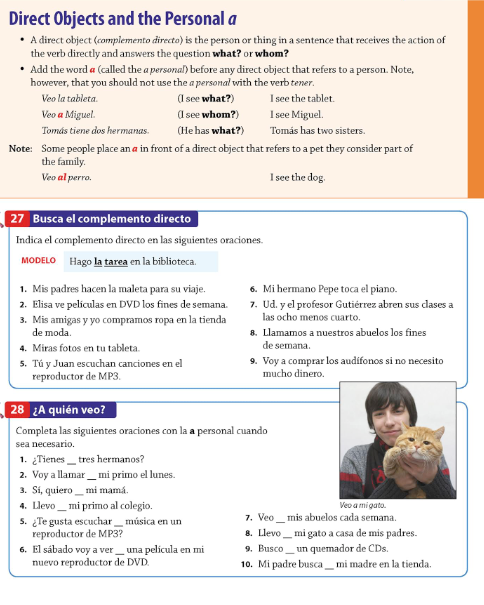 Direct Objects and the Personal a
• A direct object (complemento directo) is the person or thing in a sentence that receives the action of
the verb directly and answers the question what? or whom?
• Add the word a (called the a personal) before any direct object that refers to a person. Note,
however, that you should not use the a personal with the verb tener.
Veo la tableta. (I see what?) I see the tablet.
Veo a Miguel. (I see whom?) I see Miguel.
Tomás tiene dos hermanas. (He has what?) Tomás has two sisters.
Note: Some people place an a in front of a direct object that refers to a pet they consider part of
the family.
Veo al perro. I see the dog.
27 Busca el complemento directo
Indica el complemento directo en las siguientes oraciones.
MODELO Hago la tarea en la biblioteca.
1. Mis padres hacen la maleta para su viaje.
2. Elisa ve películas en DVD los fines de semana.
3. Mis amigas y yo compramos ropa en la tienda
de moda.
4. Miras fotos en tu tableta.
5. Tú y Juan escuchan canciones en el
reproductor de MP3.
6. Mi hermano Pepe toca el piano.
7. Ud. y el profesor Gutiérrez abren sus clases a
las ocho menos cuarto.
8. Llamamos a nuestros abuelos los fines
de semana.
9. Voy a comprar los audífonos si no necesito
mucho dinero.
28 ¿A quién veo?
Completa las siguientes oraciones con la a personal cuando
sea necesario.
1. ¿Tienes __ tres hermanos?
2. Voy a llamar __ mi primo el lunes.
3. Sí, quiero __ mi mamá.
4. Llevo __ mi primo al colegio.
5. ¿Te gusta escuchar __ música en un
reproductor de MP3?
6. El sábado voy a ver __ una película en mi
nuevo reproductor de DVD.
Veo a mi gato.
7. Veo __ mis abuelos cada semana.
8. Llevo __ mi gato a casa de mis padres.
9. Busco __ un quemador de CDs.
10. Mi padre busca __ mi madre en la tienda.